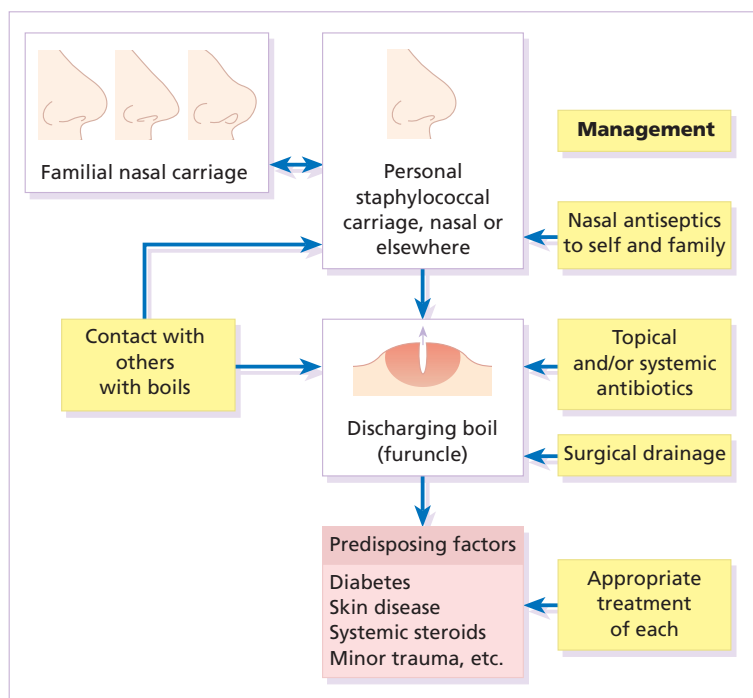 Familial nasal carriage
Personal
staphylococcal
carriage, nasal or
elsewhere
Management
Nasal antiseptics
to self and family
Contact with
others
with boils
Discharging boil
(furuncle)
Topical
and/or systemic
antibiotics
Surgical drainage
Predisposing factors
Diabetes
Skin disease
Systemic steroids
Minor trauma, etc.
Appropriate
treatment
of each